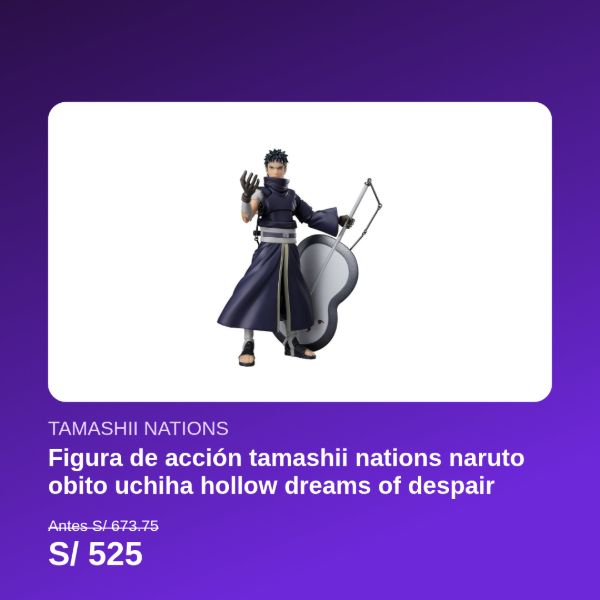 TAMASHII NATIONS
Figura de acción tamashii nations naruto
obito uchiha hollow dreams of despair
Antes S/ 673.75
S/ 525